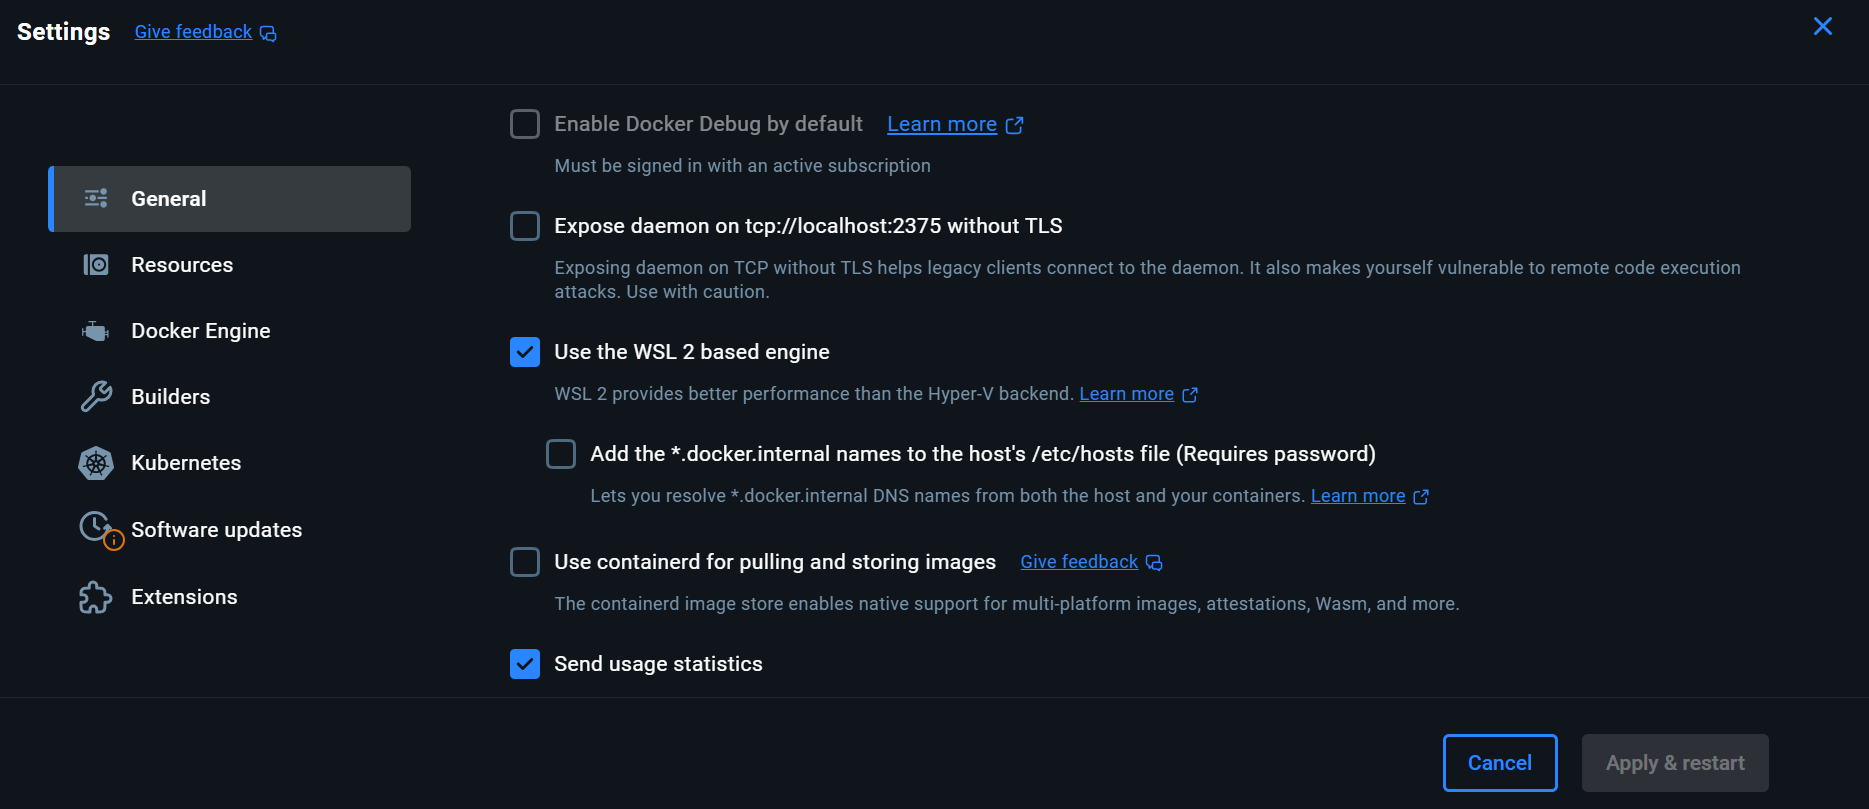 Settings Give feedback
General
Resources
Docker Engine
Builders
Kubernetes
Software updates
Extensions
Enable Docker Debug by default Learn more
Must be signed in with an active subscription
Expose daemon on tcp://localhost:2375 without TLS
Exposing daemon on TCP without TLS helps legacy clients connect to the daemon. It also makes yourself vulnerable to remote code execution
attacks. Use with caution.
Use the WSL 2 based engine
WSL 2 provides better performance than the Hyper-V backend. Learn more
Add the *.docker.internal names to the host's /etc/hosts file (Requires password)
Lets you resolve *.docker.internal DNS names from both the host and your containers. Learn more
Use containerd for pulling and storing images Give feedback
The containerd image store enables native support for multi-platform images, attestations, Wasm, and more.
Send usage statistics
Cancel Apply & restart